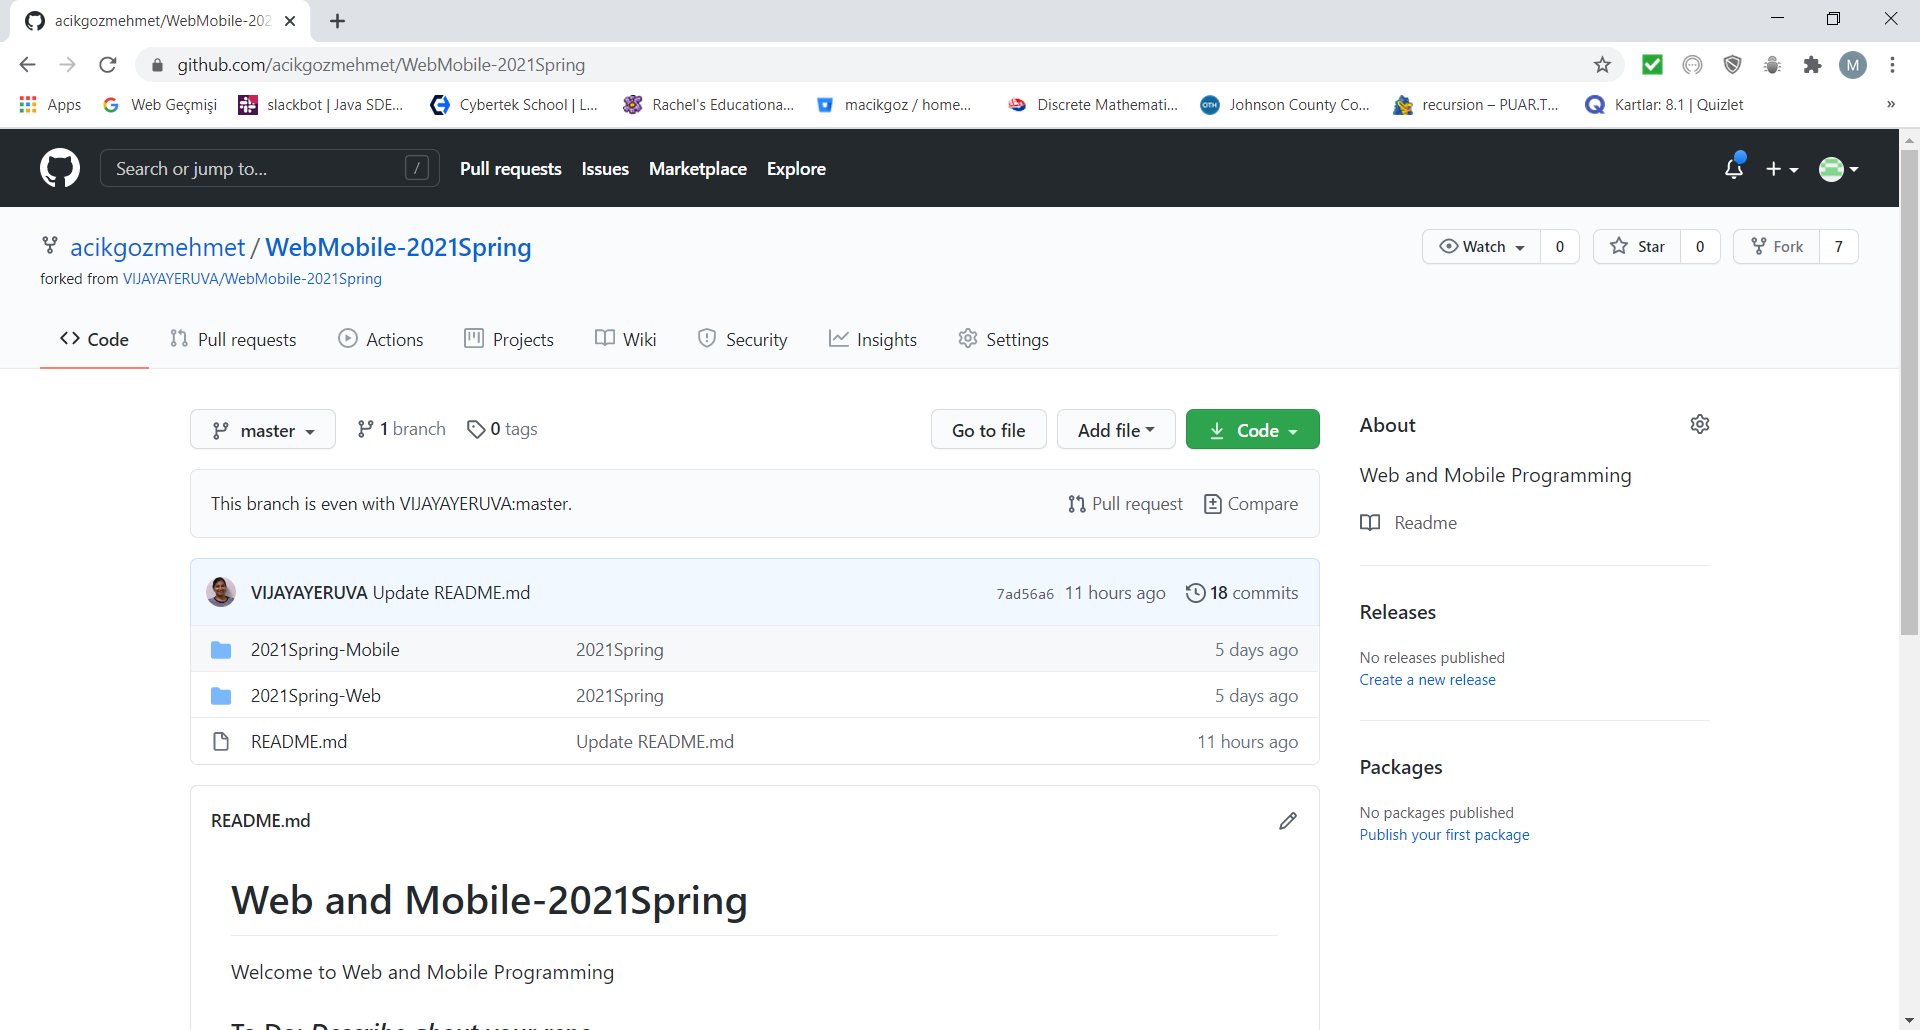 acikgozmehmet/WebMobile-202
github.com/acikgozmehmet/WebMobile-2021Spring
M
Apps
Web Geçmişi
slackbot | Java SDE...
Cybertek School | L...
Rachel's Educationa...
macikgoz / home...
Discrete Mathemati...
OTH
Johnson County Co...
recursion – PUAR.T...
Kartlar: 8.1 | Quizlet
»
Search or jump to...
/
Pull requests
Issues
Marketplace
Explore
acikgozmehmet / WebMobile-2021Spring
Watch 0
Star 0
Fork 7
forked from VIJAYAYERUVA/WebMobile-2021Spring
Code
Pull requests
Actions
Projects
Wiki
Security
Insights
Settings
master
1 branch
0 tags
Go to file
Add file
Code
This branch is even with VIJAYAYERUVA:master.
Pull request
Compare
VIJAYAYERUVA Update README.md
7ad56a6 11 hours ago
18 commits
2021Spring-Mobile 2021Spring 5 days ago
2021Spring-Web 2021Spring 5 days ago
README.md Update README.md 11 hours ago
README.md
Web and Mobile-2021Spring
Welcome to Web and Mobile Programming
To Do: Describe about your repo
About
Web and Mobile Programming
Readme
Releases
No releases published
Create a new release
Packages
No packages published
Publish your first package